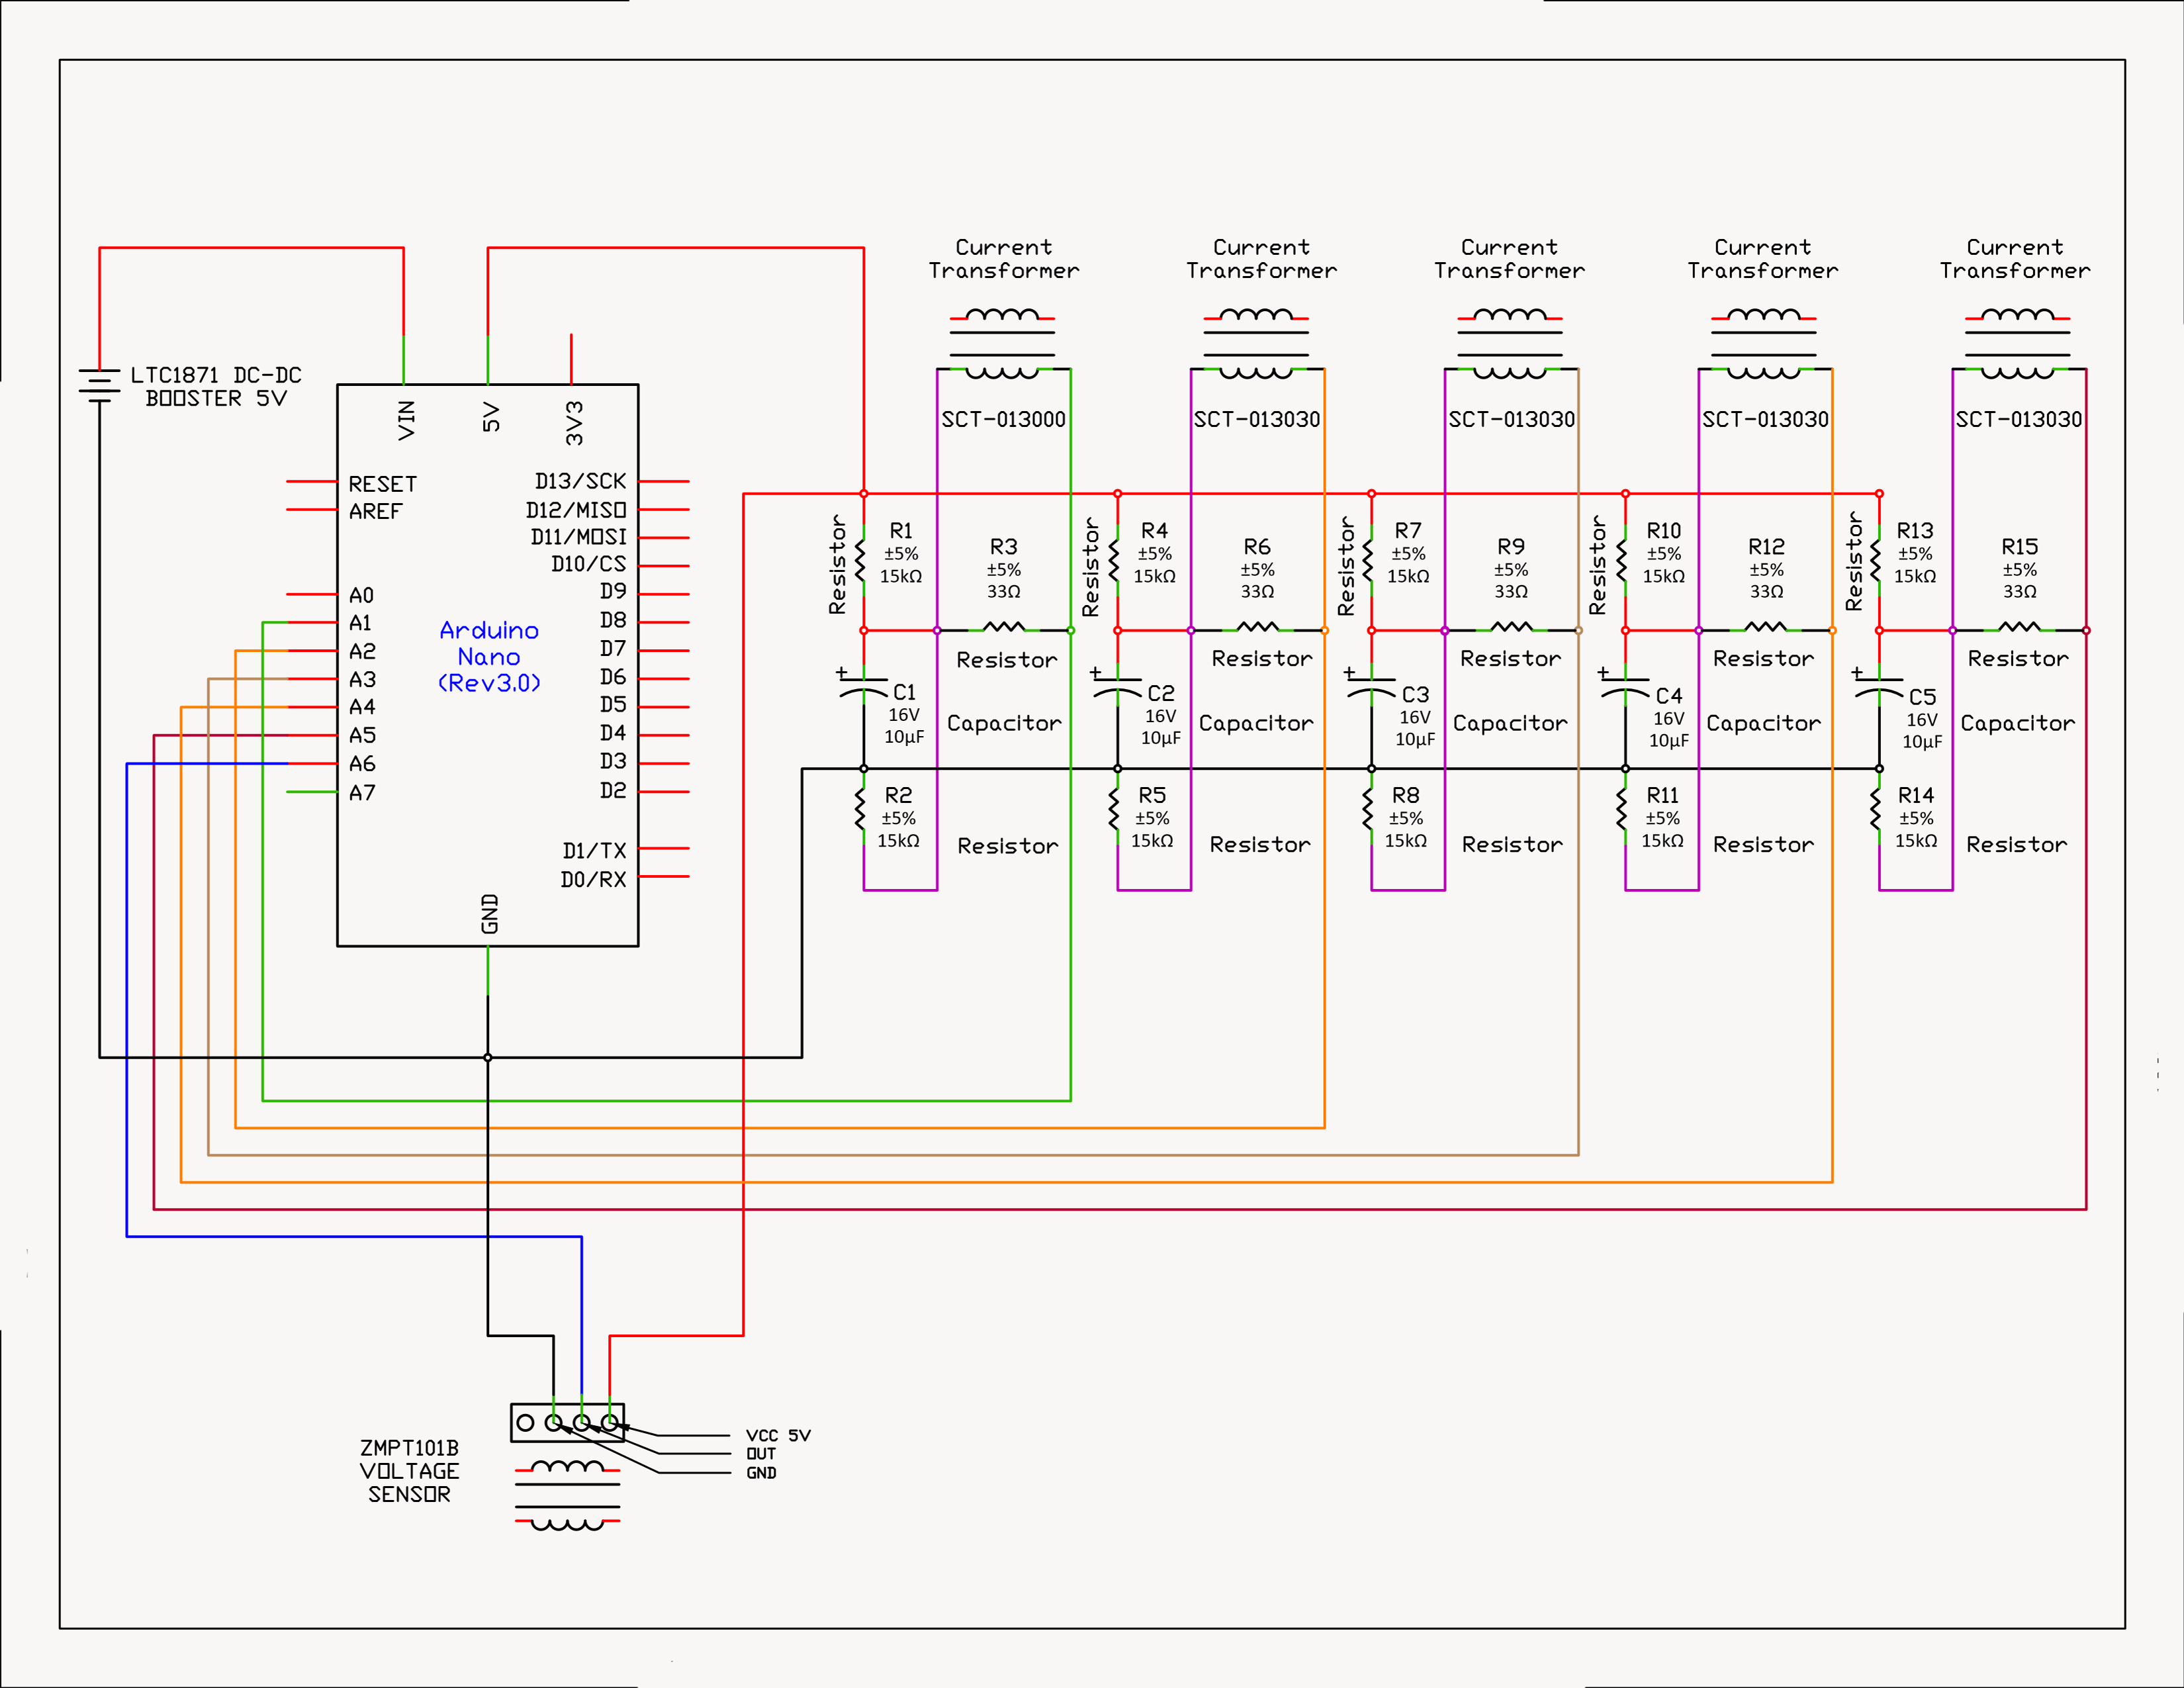 Current
Transformer
Current
Transformer
Current
Transformer
Current
Transformer
Current
Transformer
LTC1871 DC-DC
BOOSTER 5V
VIN
5V
3V3
SCT-013000
SCT-013030
SCT-013030
SCT-013030
SCT-013030
RESET
AREF
A0
A1
A2
A3
A4
A5
A6
A7
Arduino
Nano
(Rev3.0)
D13/SCK
D12/MISO
D11/MOSI
D10/CS
D9
D8
D7
D6
D5
D4
D3
D2
D1/TX
D0/RX
GND
Resistor
R1
±5%
15kΩ
R3
±5%
33Ω
Resistor
+
C1
16V
10µF
Capacitor
R2
±5%
15kΩ
Resistor
Resistor
R4
±5%
15kΩ
R6
±5%
33Ω
Resistor
+
C2
16V
10µF
Capacitor
R5
±5%
15kΩ
Resistor
Resistor
R7
±5%
15kΩ
R9
±5%
33Ω
Resistor
+
C3
16V
10µF
Capacitor
R8
±5%
15kΩ
Resistor
Resistor
R10
±5%
15kΩ
R12
±5%
33Ω
Resistor
+
C4
16V
10µF
Capacitor
R11
±5%
15kΩ
Resistor
Resistor
R13
±5%
15kΩ
R15
±5%
33Ω
Resistor
+
C5
16V
10µF
Capacitor
R14
±5%
15kΩ
Resistor
ZMPT101B
VOLTAGE
SENSOR
VCC 5V
OUT
GND